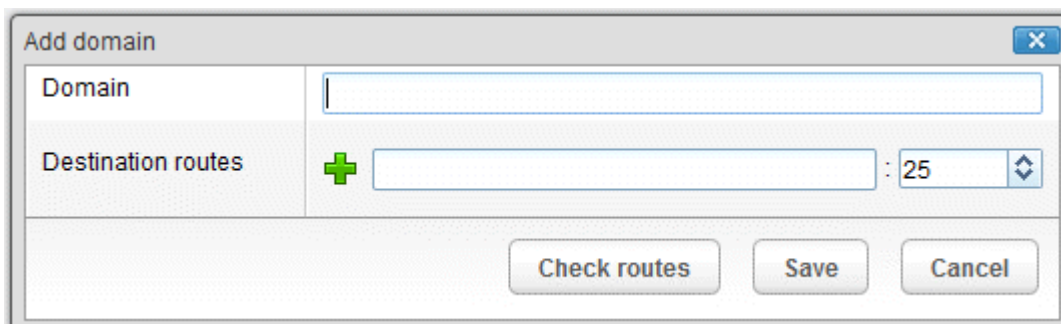 Add domain
Domain
Destination routes : 25
Check routes Save Cancel